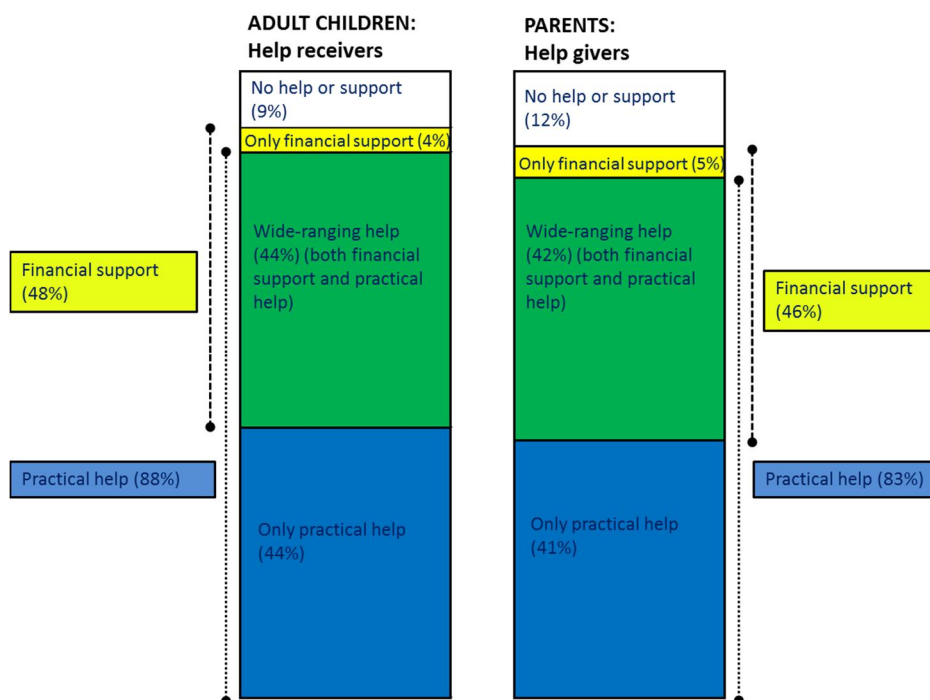 ADULT CHILDREN:
Help receivers
No help or support
(9%)
Only financial support (4%)
Wide-ranging help
(44%) (both financial
support and practical
help)
Only practical help
(44%)
Financial support
(48%)
Practical help (88%)
PARENTS:
Help givers
No help or support
(12%)
Only financial support (5%)
Wide-ranging help
(42%) (both financial
support and practical
help)
Only practical help
(41%)
Financial support
(46%)
Practical help (83%)